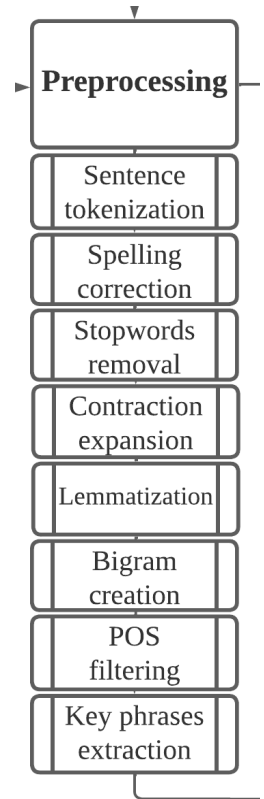 Preprocessing
Sentence
tokenization
Spelling
correction
Stopwords
removal
Contraction
expansion
Lemmatization
Bigram
creation
POS
filtering
Key phrases
extraction